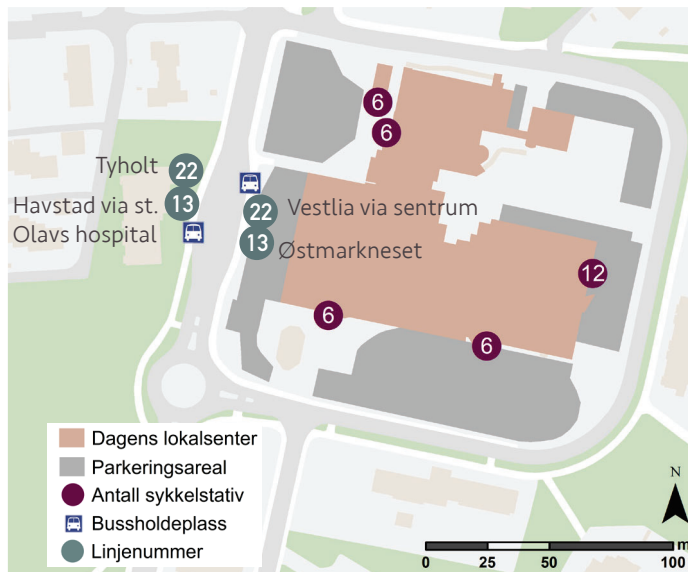 6
6
Tyholt 22
Havstad via st. 13
Olavs hospital
22 Vestlia via sentrum
13 Østmarkneset
12
6
6
Dagens lokalsenter
Parkeringsareal
Antall sykkelstativ
Bussholdeplass
Linjenummer
N
m
0 25 50 100